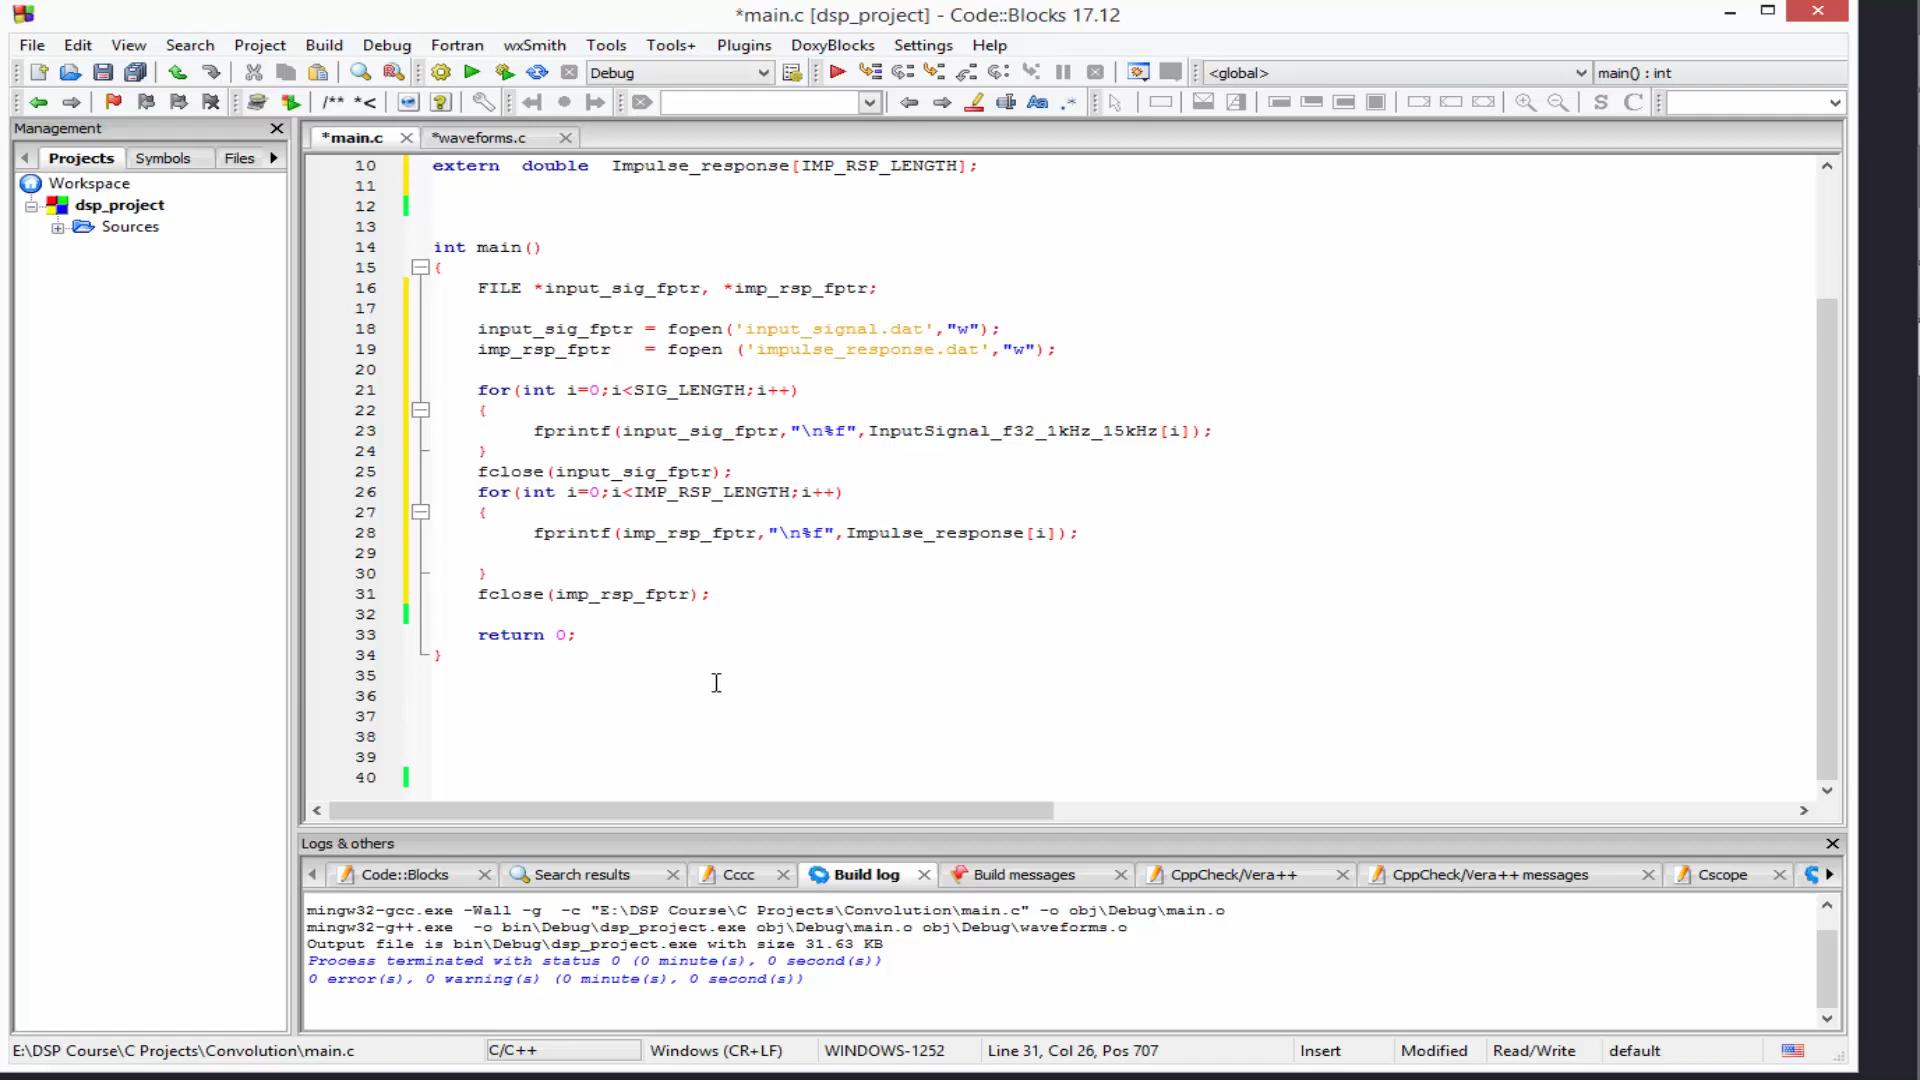 *main.c [dsp_project] - Code::Blocks 17.12
File Edit View Search Project Build Debug Fortran wxSmith Tools Tools+ Plugins DoxyBlocks Settings Help
Debug <global> main() : int
/** *< Aa .* S C
Management
Projects Symbols Files
*main.c *waveforms.c
Workspace
dsp_project
Sources
10 extern double Impulse_response[IMP_RSP_LENGTH];
11
12
13
14 int main()
15 {
16 FILE *input_sig_fptr, *imp_rsp_fptr;
17
18 input_sig_fptr = fopen('input_signal.dat',"w");
19 imp_rsp_fptr = fopen ('impulse_response.dat',"w");
20
21 for(int i=0;i<SIG_LENGTH;i++)
22 {
23 fprintf(input_sig_fptr,"\n%f",InputSignal_f32_1kHz_15kHz[i]);
24 }
25 fclose(input_sig_fptr);
26 for(int i=0;i<IMP_RSP_LENGTH;i++)
27 {
28 fprintf(imp_rsp_fptr,"\n%f",Impulse_response[i]);
29
30 }
31 fclose(imp_rsp_fptr);
32
33 return 0;
34 }
35
36
37
38
39
40
Logs & others
Code::Blocks Search results Cccc Build log Build messages CppCheck/Vera++ CppCheck/Vera++ messages Cscope
mingw32-gcc.exe -Wall -g -c "E:\DSP Course\C Projects\Convolution\main.c" -o obj\Debug\main.o
mingw32-g++.exe -o bin\Debug\dsp_project.exe obj\Debug\main.o obj\Debug\waveforms.o
Output file is bin\Debug\dsp_project.exe with size 31.63 KB
Process terminated with status 0 (0 minute(s), 0 second(s))
0 error(s), 0 warning(s) (0 minute(s), 0 second(s))
E:\DSP Course\C Projects\Convolution\main.c C/C++ Windows (CR+LF) WINDOWS-1252 Line 31, Col 26, Pos 707 Insert Modified Read/Write default